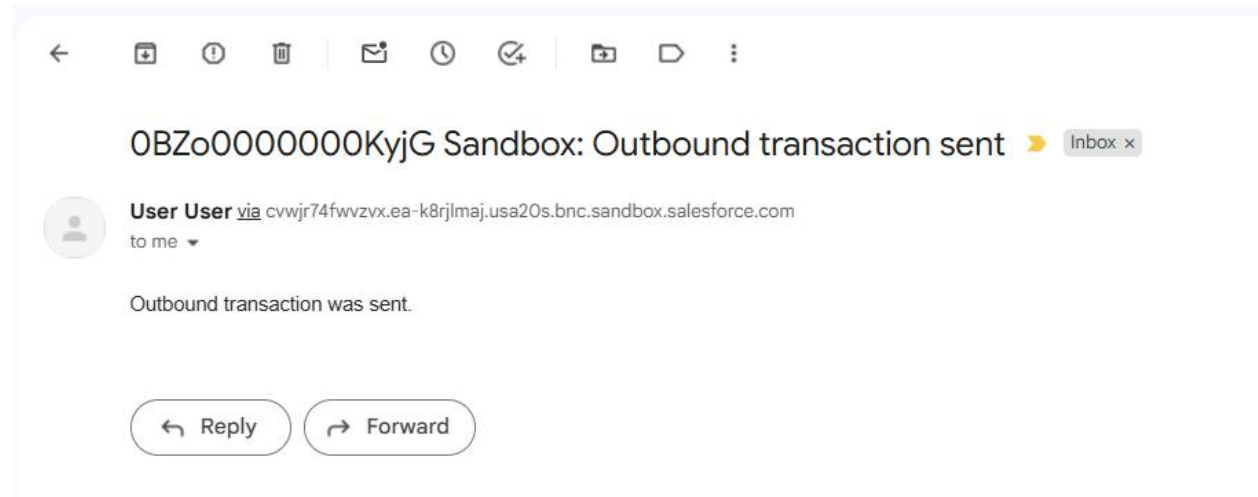 0BZo0000000KyjG Sandbox: Outbound transaction sent Inbox ×
User User via cvwjr74fwvzvx.ea-k8rjlmaj.usa20s.bnc.sandbox.salesforce.com
to me
Outbound transaction was sent.
Reply Forward